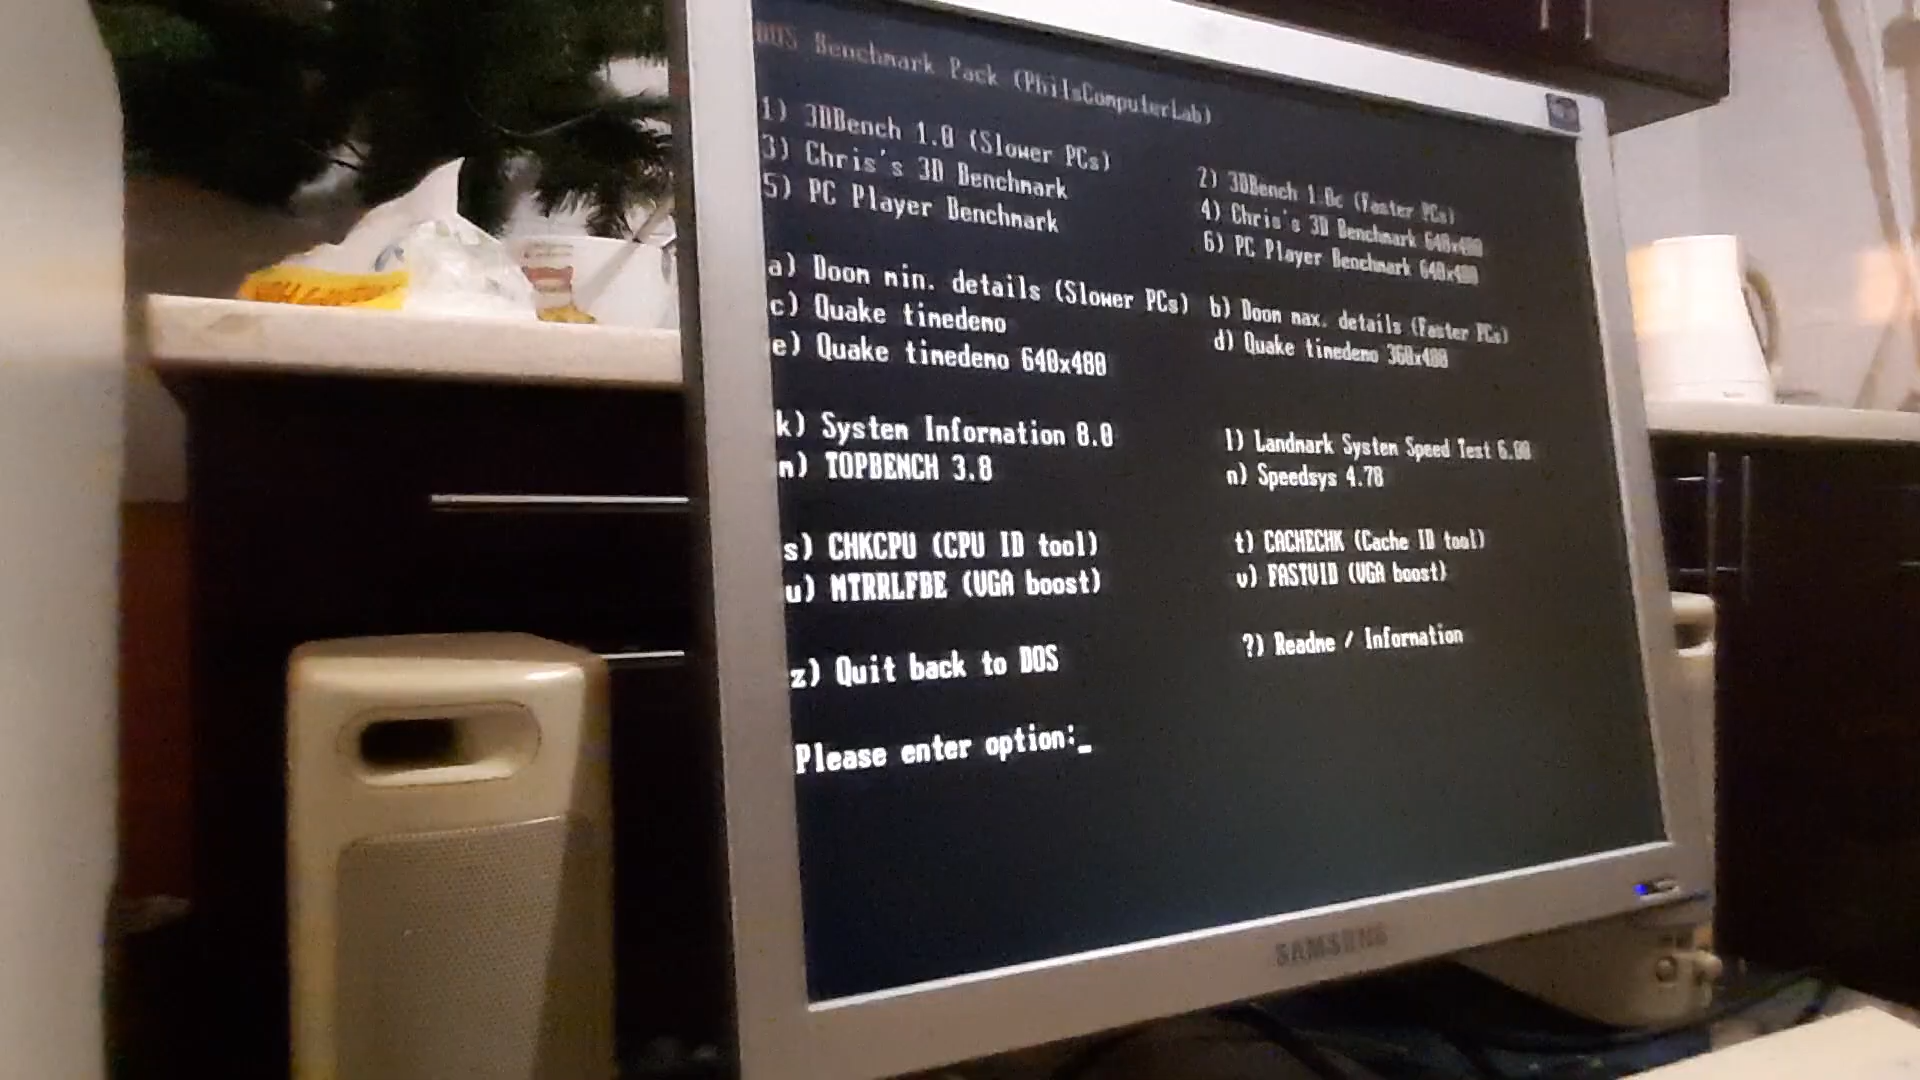 DOS Benchmark Pack (PhilsComputerLab)
1) 3DBench 1.0 (Slower PCs) 2) 3DBench 1.0c (Faster PCs)
3) Chris's 3D Benchmark 4) Chris's 3D Benchmark 640x480
5) PC Player Benchmark 6) PC Player Benchmark 640x480
a) Doom min. details (Slower PCs) b) Doom max. details (Faster PCs)
c) Quake timedemo d) Quake timedemo 360x480
e) Quake timedemo 640x480
k) System Information 8.0 l) Landmark System Speed Test 6.00
m) TOPBENCH 3.8 n) Speedsys 4.78
s) CHKCPU (CPU ID tool) t) CACHECHK (Cache ID tool)
u) MTRRLFBE (VGA boost) v) FASTVID (VGA boost)
z) Quit back to DOS ?) Readme / Information
Please enter option:_
SAMSUNG